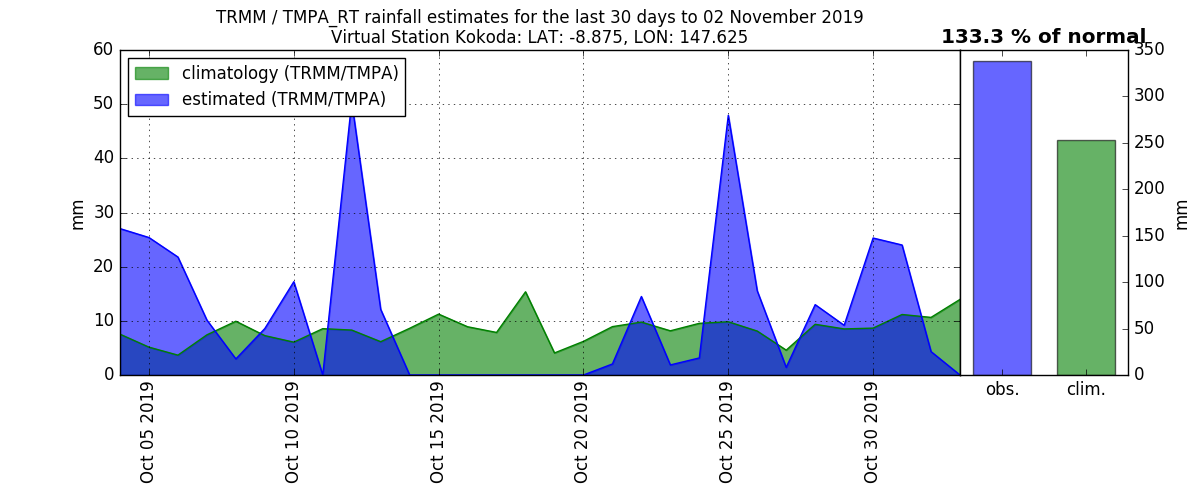 TRMM / TMPA_RT rainfall estimates for the last 30 days to 02 November 2019
Virtual Station Kokoda: LAT: -8.875, LON: 147.625
133.3 % of normal
climatology (TRMM/TMPA)
estimated (TRMM/TMPA)
60
50
40
30
20
10
0
mm
Oct 05 2019
Oct 10 2019
Oct 15 2019
Oct 20 2019
Oct 25 2019
Oct 30 2019
350
300
250
200
150
100
50
0
mm
obs.
clim.